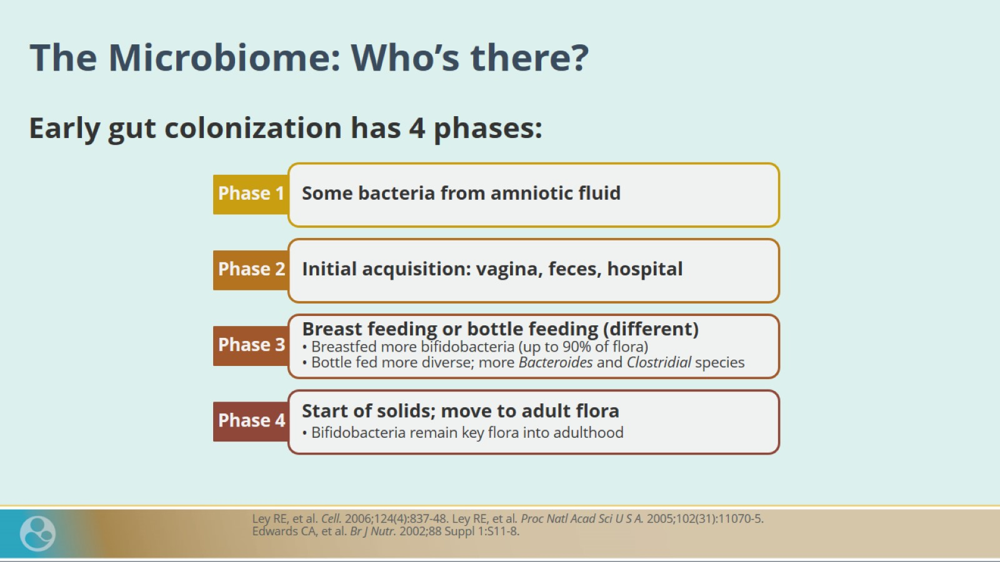 The Microbiome: Who’s there?
Early gut colonization has 4 phases:
Phase 1
Some bacteria from amniotic fluid
Phase 2
Initial acquisition: vagina, feces, hospital
Phase 3
Breast feeding or bottle feeding (different)
• Breastfed more bifidobacteria (up to 90% of flora)
• Bottle fed more diverse; more Bacteroides and Clostridial species
Phase 4
Start of solids; move to adult flora
• Bifidobacteria remain key flora into adulthood
Ley RE, et al. Cell. 2006;124(4):837-48. Ley RE, et al. Proc Natl Acad Sci U S A. 2005;102(31):11070-5.
Edwards CA, et al. Br J Nutr. 2002;88 Suppl 1:S11-8.